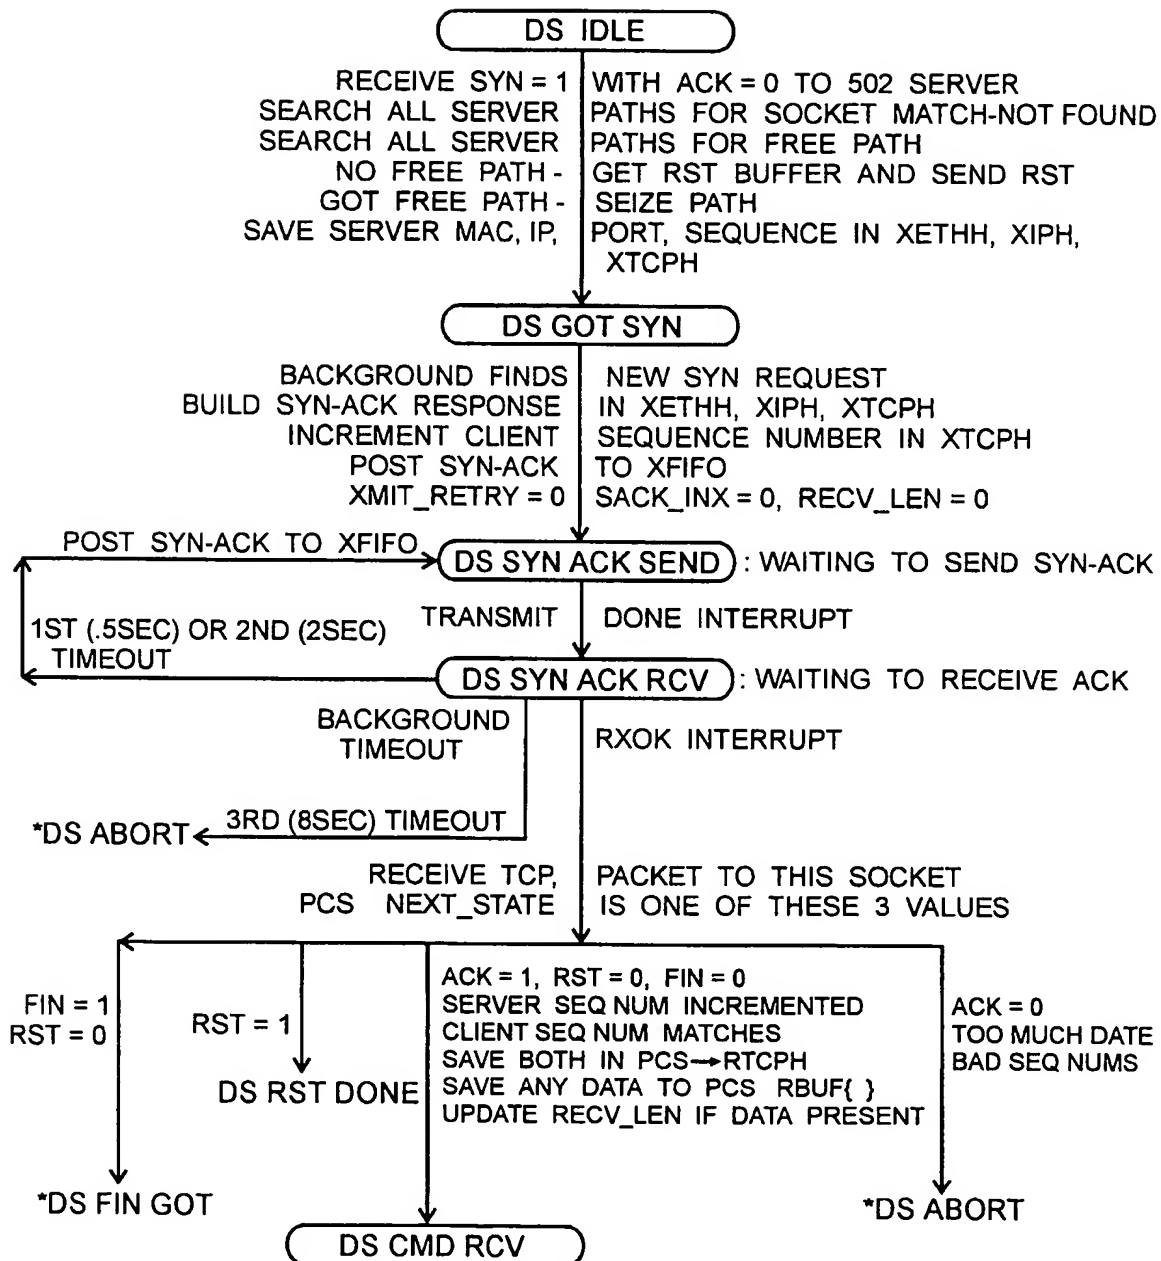 DS IDLE
RECEIVE SYN = 1 WITH ACK = 0 TO 502 SERVER
SEARCH ALL SERVER PATHS FOR SOCKET MATCH-NOT FOUND
SEARCH ALL SERVER PATHS FOR FREE PATH
NO FREE PATH - GET RST BUFFER AND SEND RST
GOT FREE PATH - SEIZE PATH
SAVE SERVER MAC, IP, PORT, SEQUENCE IN XETHH, XIPH,
XTCPH
DS GOT SYN
BACKGROUND FINDS NEW SYN REQUEST
BUILD SYN-ACK RESPONSE IN XETHH, XIPH, XTCPH
INCREMENT CLIENT SEQUENCE NUMBER IN XTCPH
POST SYN-ACK TO XFIFO
XMIT_RETRY = 0 SACK_INX = 0, RECV_LEN = 0
POST SYN-ACK TO XFIFO
DS SYN ACK SEND : WAITING TO SEND SYN-ACK
TRANSMIT DONE INTERRUPT
1ST (.5SEC) OR 2ND (2SEC)
TIMEOUT
DS SYN ACK RCV : WAITING TO RECEIVE ACK
BACKGROUND
TIMEOUT
RXOK INTERRUPT
3RD (8SEC) TIMEOUT
*DS ABORT
RECEIVE TCP, PACKET TO THIS SOCKET
PCS NEXT_STATE IS ONE OF THESE 3 VALUES
FIN = 1
RST = 0
RST = 1
DS RST DONE
ACK = 1, RST = 0, FIN = 0
SERVER SEQ NUM INCREMENTED
CLIENT SEQ NUM MATCHES
SAVE BOTH IN PCS→RTCPH
SAVE ANY DATA TO PCS RBUF{ }
UPDATE RECV_LEN IF DATA PRESENT
ACK = 0
TOO MUCH DATE
BAD SEQ NUMS
*DS FIN GOT
*DS ABORT
DS CMD RCV